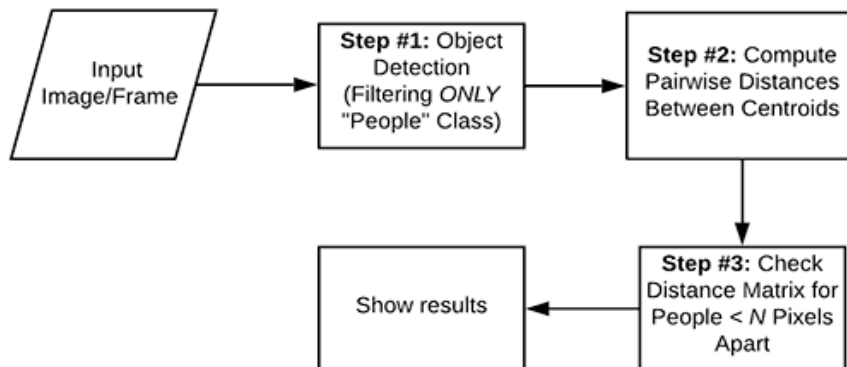 Input
Image/Frame
Step #1: Object
Detection
(Filtering ONLY
"People" Class)
Step #2: Compute
Pairwise Distances
Between Centroids
Step #3: Check
Distance Matrix for
People < N Pixels
Apart
Show results